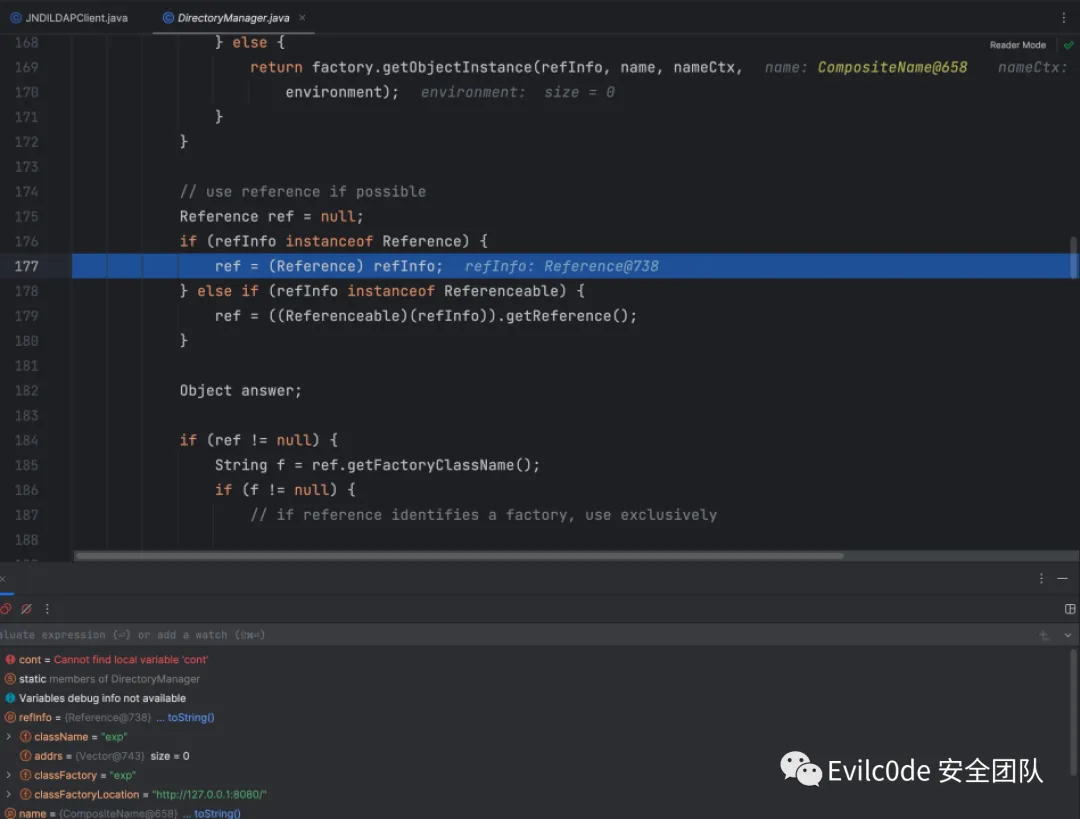 JNDILDAPClient.java DirectoryManager.java
Reader Mode
168 } else {
169 return factory.getObjectInstance(refInfo, name, nameCtx, name: CompositeName@658 nameCtx:
170 environment); environment: size = 0
171 }
172 }
173
174 // use reference if possible
175 Reference ref = null;
176 if (refInfo instanceof Reference) {
177 ref = (Reference) refInfo; refInfo: Reference@738
178 } else if (refInfo instanceof Referenceable) {
179 ref = ((Referenceable)(refInfo)).getReference();
180 }
181
182 Object answer;
183
184 if (ref != null) {
185 String f = ref.getFactoryClassName();
186 if (f != null) {
187 // if reference identifies a factory, use exclusively
188
aluate expression (⏎) or add a watch (⇧⌘⏎)
cont = Cannot find local variable 'cont'
static members of DirectoryManager
Variables debug info not available
refInfo = {Reference@738} ... toString()
className = "exp"
addrs = {Vector@743} size = 0
classFactory = "exp"
classFactoryLocation = "http://127.0.0.1:8080/"
name = {CompositeName@658} ... toString()
Evilc0de 安全团队